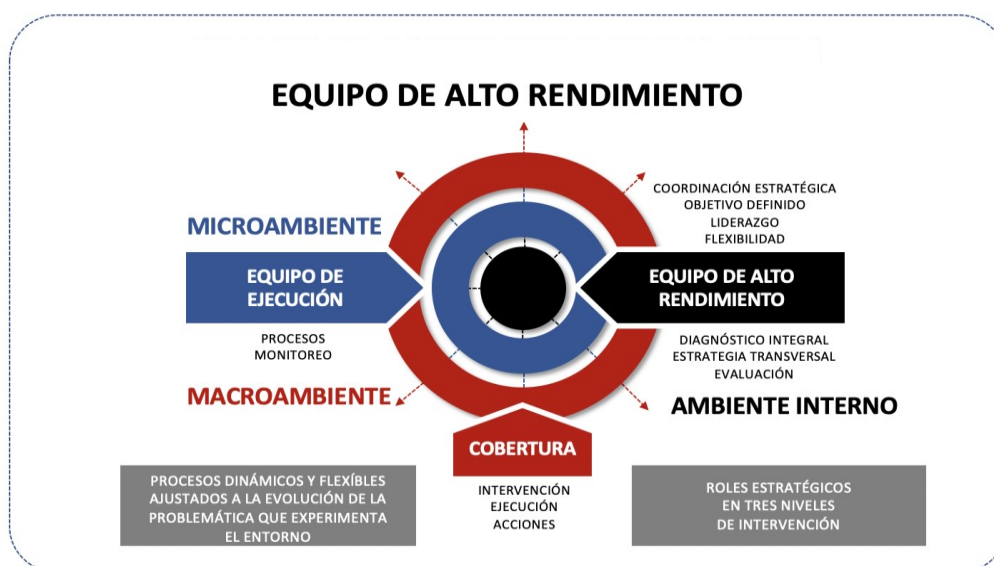 EQUIPO DE ALTO RENDIMIENTO
COORDINACIÓN ESTRATÉGICA
OBJETIVO DEFINIDO
LIDERAZGO
FLEXIBILIDAD
MICROAMBIENTE
EQUIPO DE
EJECUCIÓN
EQUIPO DE ALTO
RENDIMIENTO
PROCESOS
MONITOREO
DIAGNÓSTICO INTEGRAL
ESTRATEGIA TRANSVERSAL
EVALUACIÓN
MACROAMBIENTE
AMBIENTE INTERNO
COBERTURA
INTERVENCIÓN
EJECUCIÓN
ACCIONES
PROCESOS DINÁMICOS Y FLEXÍBLES
AJUSTADOS A LA EVOLUCIÓN DE LA
PROBLEMÁTICA QUE EXPERIMENTA
EL ENTORNO
ROLES ESTRATÉGICOS
EN TRES NIVELES
DE INTERVENCIÓN